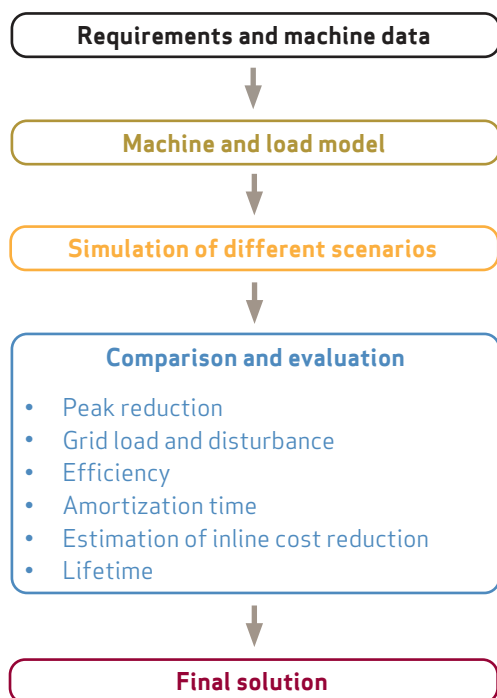 Requirements and machine data
Machine and load model
Simulation of different scenarios
Comparison and evaluation
• Peak reduction
• Grid load and disturbance
• Efficiency
• Amortization time
• Estimation of inline cost reduction
• Lifetime
Final solution